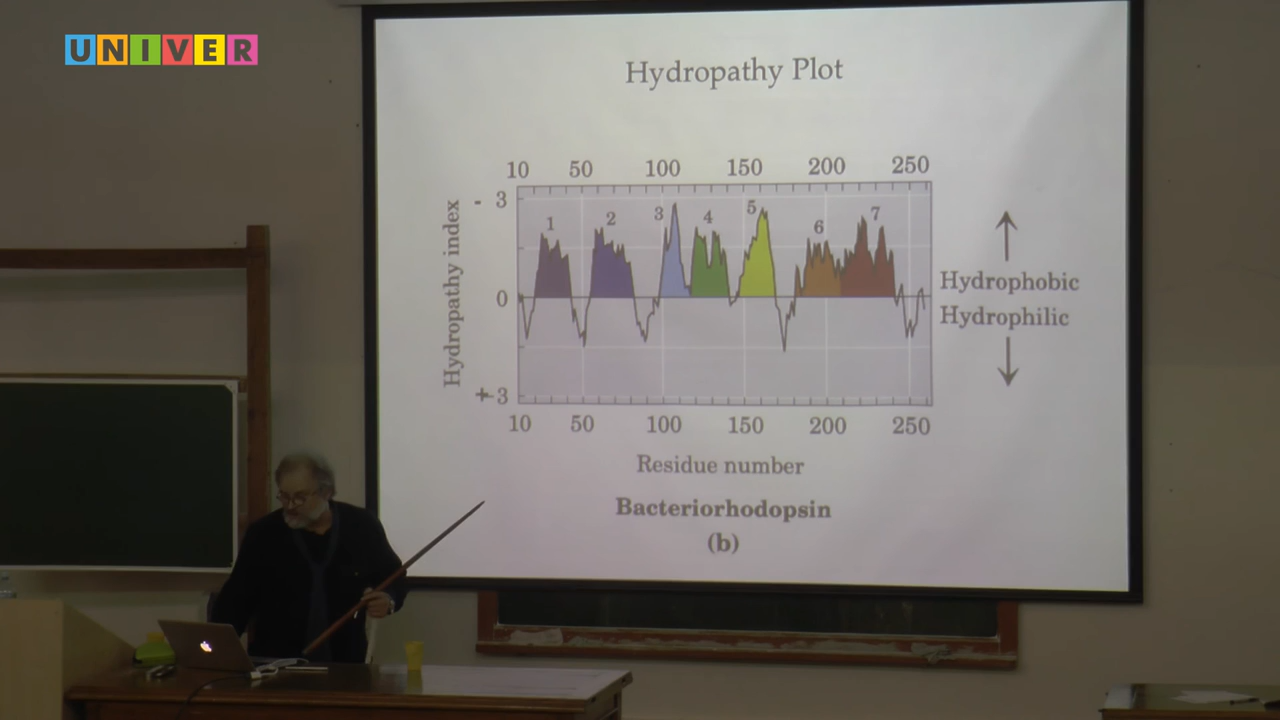 UNIVER
Hydropathy Plot
10 50 100 150 200 250
- 3
0
+ 3
Hydropathy index
1 2 3 4 5 6 7
Hydrophobic
Hydrophilic
10 50 100 150 200 250
Residue number
Bacteriorhodopsin
(b)